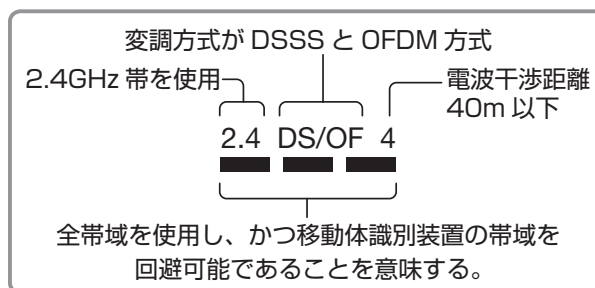 変調方式が DSSS と OFDM 方式
2.4GHz 帯を使用
電波干渉距離
40m 以下
2.4 DS/OF 4
全帯域を使用し、かつ移動体識別装置の帯域を
回避可能であることを意味する。